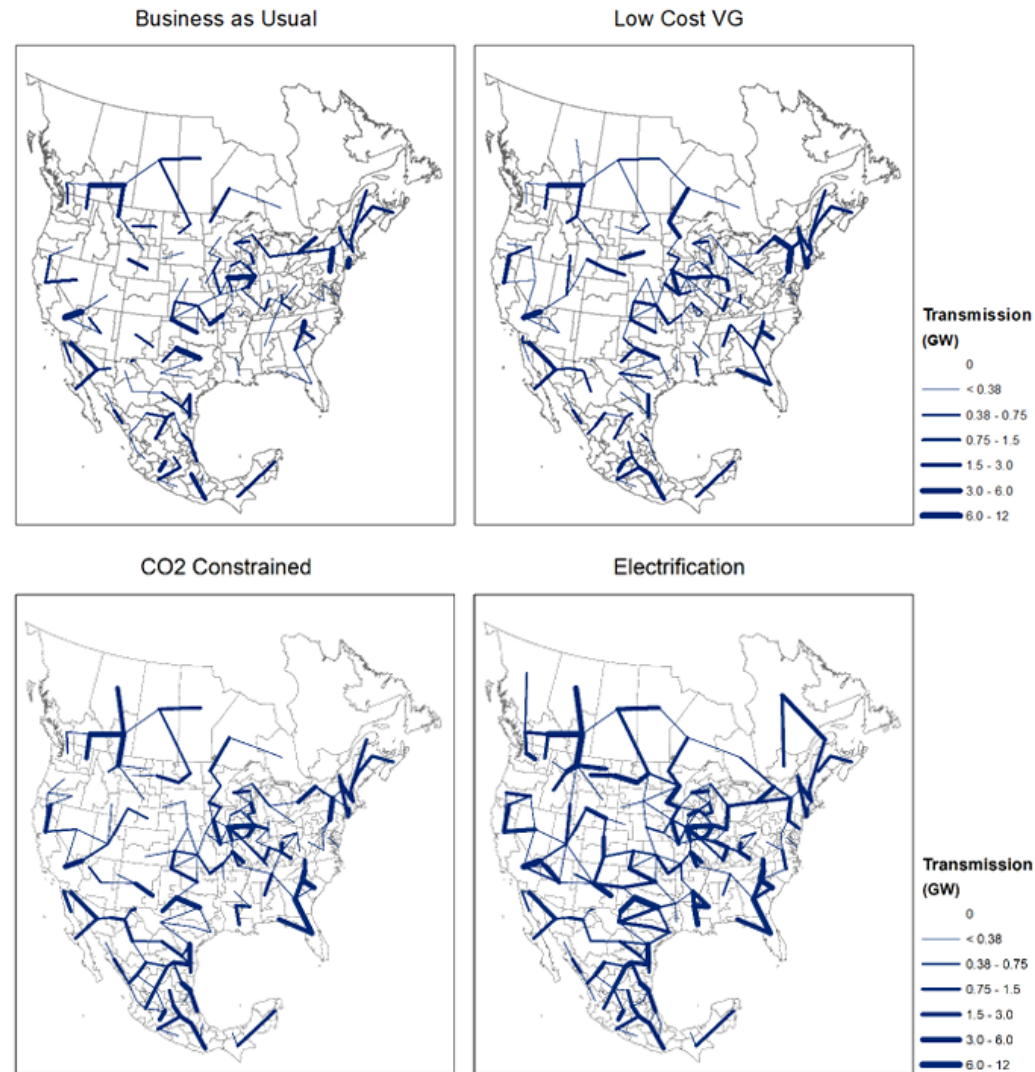 Business as Usual
Low Cost VG
Transmission
(GW)
0
< 0.38
0.38 - 0.75
0.75 - 1.5
1.5 - 3.0
3.0 - 6.0
6.0 - 12
CO2 Constrained
Electrification
Transmission
(GW)
0
< 0.38
0.38 - 0.75
0.75 - 1.5
1.5 - 3.0
3.0 - 6.0
6.0 - 12